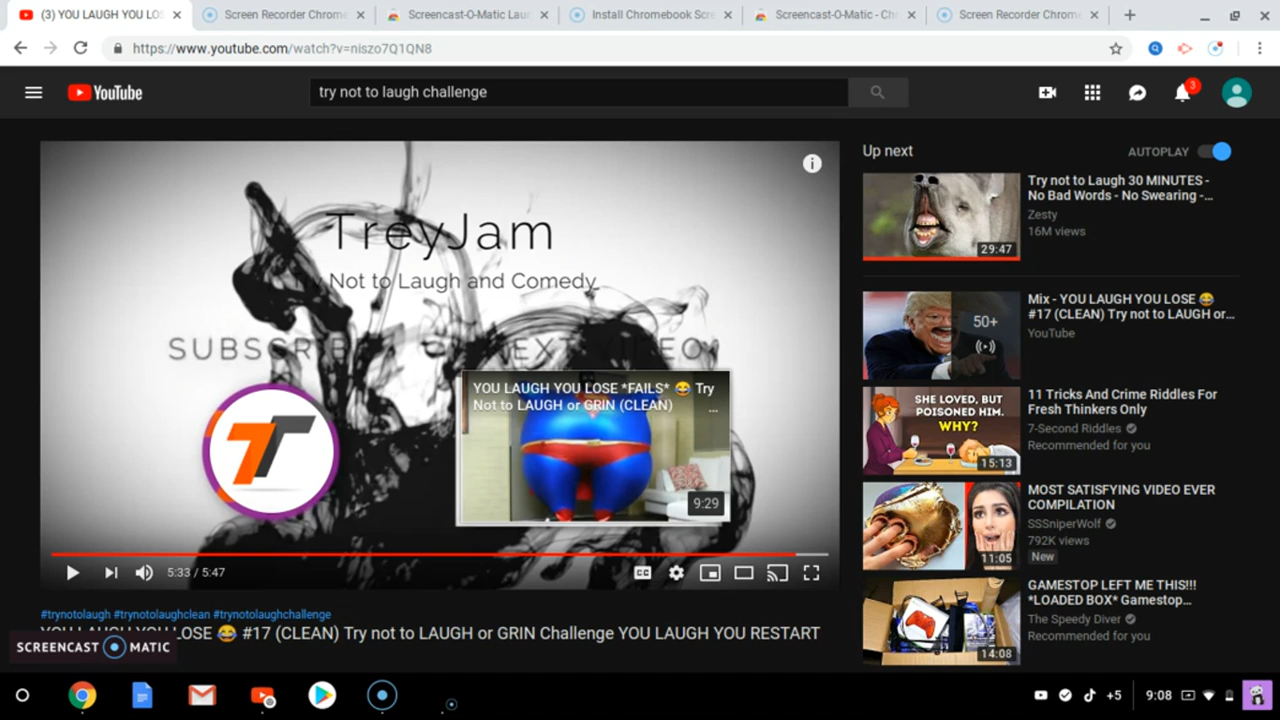 (3) YOU LAUGH YOU LOS
Screen Recorder Chrome
Screencast-O-Matic Lau
Install Chromebook Scre
Screencast-O-Matic - Ch
Screen Recorder Chrome
https://www.youtube.com/watch?v=niszo7Q1QN8
YouTube
try not to laugh challenge
3
TreyJam
Not to Laugh and Comedy
YOU LAUGH YOU LOSE *FAILS* 😂 Try
Not to LAUGH or GRIN (CLEAN)
...
9:29
TT
5:33 / 5:47
CC
#trynotolaugh #trynotolaughclean #trynotolaughchallenge
YOU LAUGH YOU LOSE 😂 #17 (CLEAN) Try not to LAUGH or GRIN Challenge YOU LAUGH YOU RESTART
SCREENCAST O MATIC
Up next
AUTOPLAY
29:47
Try not to Laugh 30 MINUTES -
No Bad Words - No Swearing -...
Zesty
16M views
50+
Mix - YOU LAUGH YOU LOSE 😂
#17 (CLEAN) Try not to LAUGH or...
YouTube
SHE LOVED, BUT
POISONED HIM.
WHY?
15:13
11 Tricks And Crime Riddles For
Fresh Thinkers Only
7-Second Riddles
Recommended for you
11:05
MOST SATISFYING VIDEO EVER
COMPILATION
SSSniperWolf
792K views
New
14:08
GAMESTOP LEFT ME THIS!!!
*LOADED BOX* Gamestop...
The Speedy Diver
Recommended for you
+5
9:08